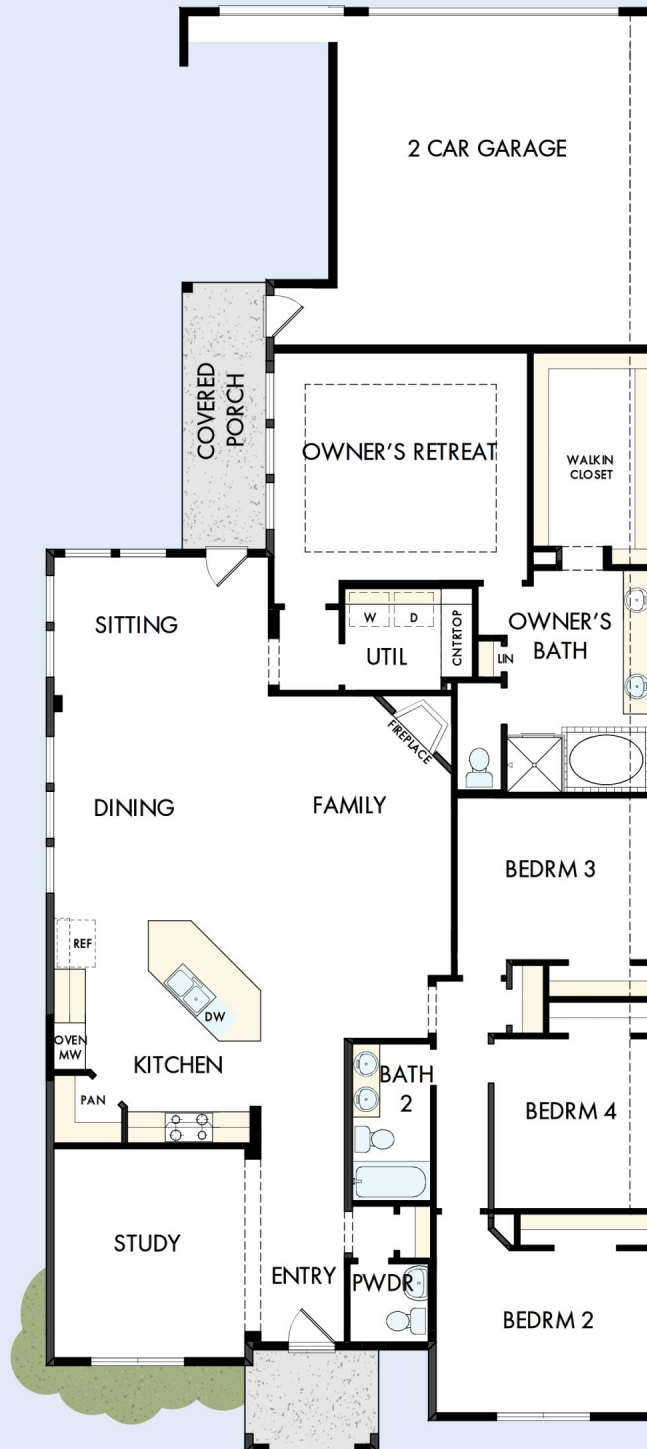 2 CAR GARAGE
COVERED
PORCH
OWNER'S RETREAT
WALKIN
CLOSET
SITTING
W
D
CNTRTOP
UTIL
OWNER'S
BATH
LIN
FIREPLACE
DINING
FAMILY
BEDRM 3
REF
DW
OVEN
MW
KITCHEN
BATH
2
PAN
BEDRM 4
STUDY
ENTRY
PWDR
BEDRM 2